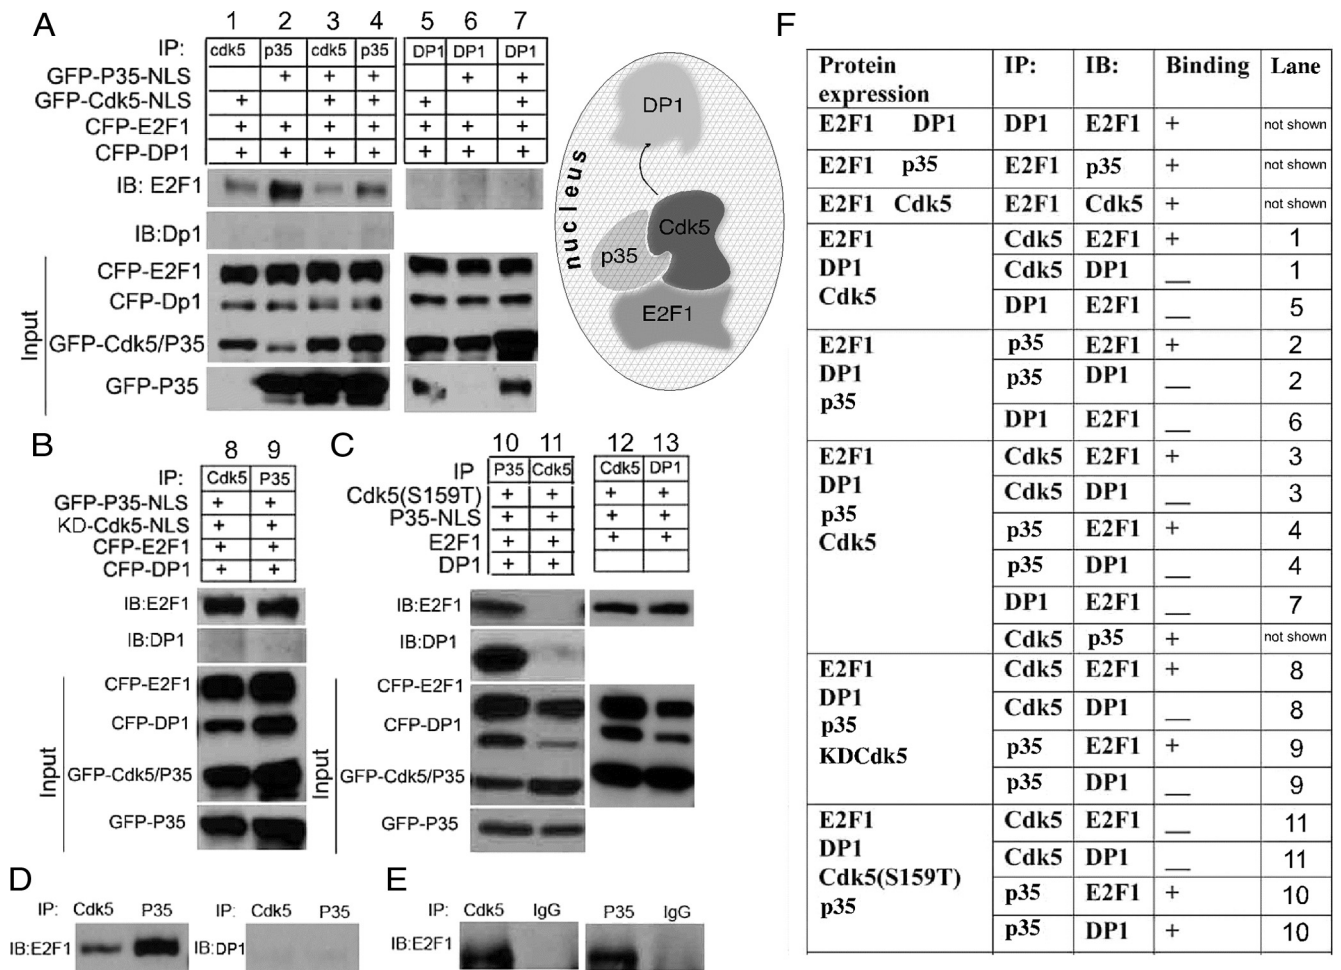 A
1 2 3 4 5 6 7
IP: cdk5 p35 cdk5 p35 DP1 DP1 DP1
GFP-P35-NLS + + + + +
GFP-Cdk5-NLS + + + + +
CFP-E2F1 + + + + + + +
CFP-DP1 + + + + + + +
IB: E2F1
IB:Dp1
Input
CFP-E2F1
CFP-Dp1
GFP-Cdk5/P35
GFP-P35
nucleus
DP1
Cdk5
p35
E2F1
B
8 9
IP: Cdk5 P35
GFP-P35-NLS + +
KD-Cdk5-NLS + +
CFP-E2F1 + +
CFP-DP1 + +
IB:E2F1
IB:DP1
Input
CFP-E2F1
CFP-DP1
GFP-Cdk5/P35
GFP-P35
C
10 11 12 13
IP P35 Cdk5 Cdk5 DP1
Cdk5(S159T) + + + +
P35-NLS + + + +
E2F1 + + + +
DP1 + +
IB:E2F1
IB:DP1
Input
CFP-E2F1
CFP-DP1
GFP-Cdk5/P35
GFP-P35
D
IP: Cdk5 P35 IP: Cdk5 P35
IB:E2F1 IB:DP1
E
IP: Cdk5 IgG P35 IgG
IB:E2F1
F
Protein expression IP: IB: Binding Lane
E2F1 DP1 DP1 E2F1 + not shown
E2F1 p35 E2F1 p35 + not shown
E2F1 Cdk5 E2F1 Cdk5 + not shown
E2F1 Cdk5 E2F1 + 1
DP1 Cdk5 DP1 __ 1
Cdk5 DP1 E2F1 __ 5
E2F1 p35 E2F1 + 2
DP1 p35 DP1 __ 2
p35 DP1 E2F1 __ 6
E2F1 Cdk5 E2F1 + 3
DP1 Cdk5 DP1 __ 3
p35 p35 E2F1 + 4
Cdk5 p35 DP1 __ 4
DP1 E2F1 __ 7
Cdk5 p35 + not shown
E2F1 Cdk5 E2F1 + 8
DP1 Cdk5 DP1 __ 8
p35 p35 E2F1 + 9
KDCdk5 p35 DP1 __ 9
E2F1 Cdk5 E2F1 __ 11
DP1 Cdk5 DP1 __ 11
Cdk5(S159T) p35 E2F1 + 10
p35 p35 DP1 + 10